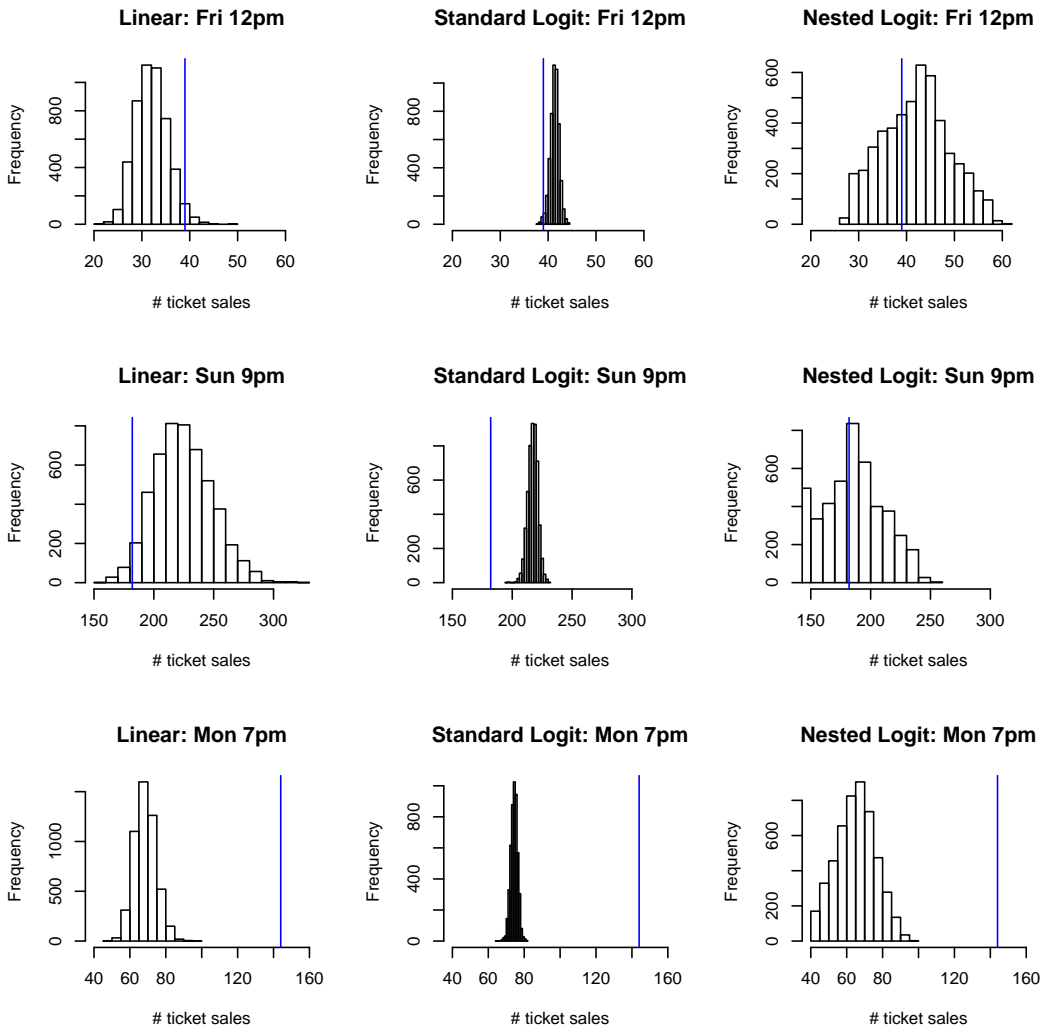 Linear: Fri 12pm
Standard Logit: Fri 12pm
Nested Logit: Fri 12pm
Frequency
0 400 800
20 30 40 50 60
# ticket sales
Frequency
0 400 800
20 30 40 50 60
# ticket sales
Frequency
0 200 400 600
20 30 40 50 60
# ticket sales
Linear: Sun 9pm
Standard Logit: Sun 9pm
Nested Logit: Sun 9pm
Frequency
0 200 600
150 200 250 300
# ticket sales
Frequency
0 200 400 600 800
150 200 250 300
# ticket sales
Frequency
0 200 600
150 200 250 300
# ticket sales
Linear: Mon 7pm
Standard Logit: Mon 7pm
Nested Logit: Mon 7pm
Frequency
0 500 1000
40 60 80 120 160
# ticket sales
Frequency
0 400 800
40 60 80 120 160
# ticket sales
Frequency
0 200 600
40 60 80 120 160
# ticket sales